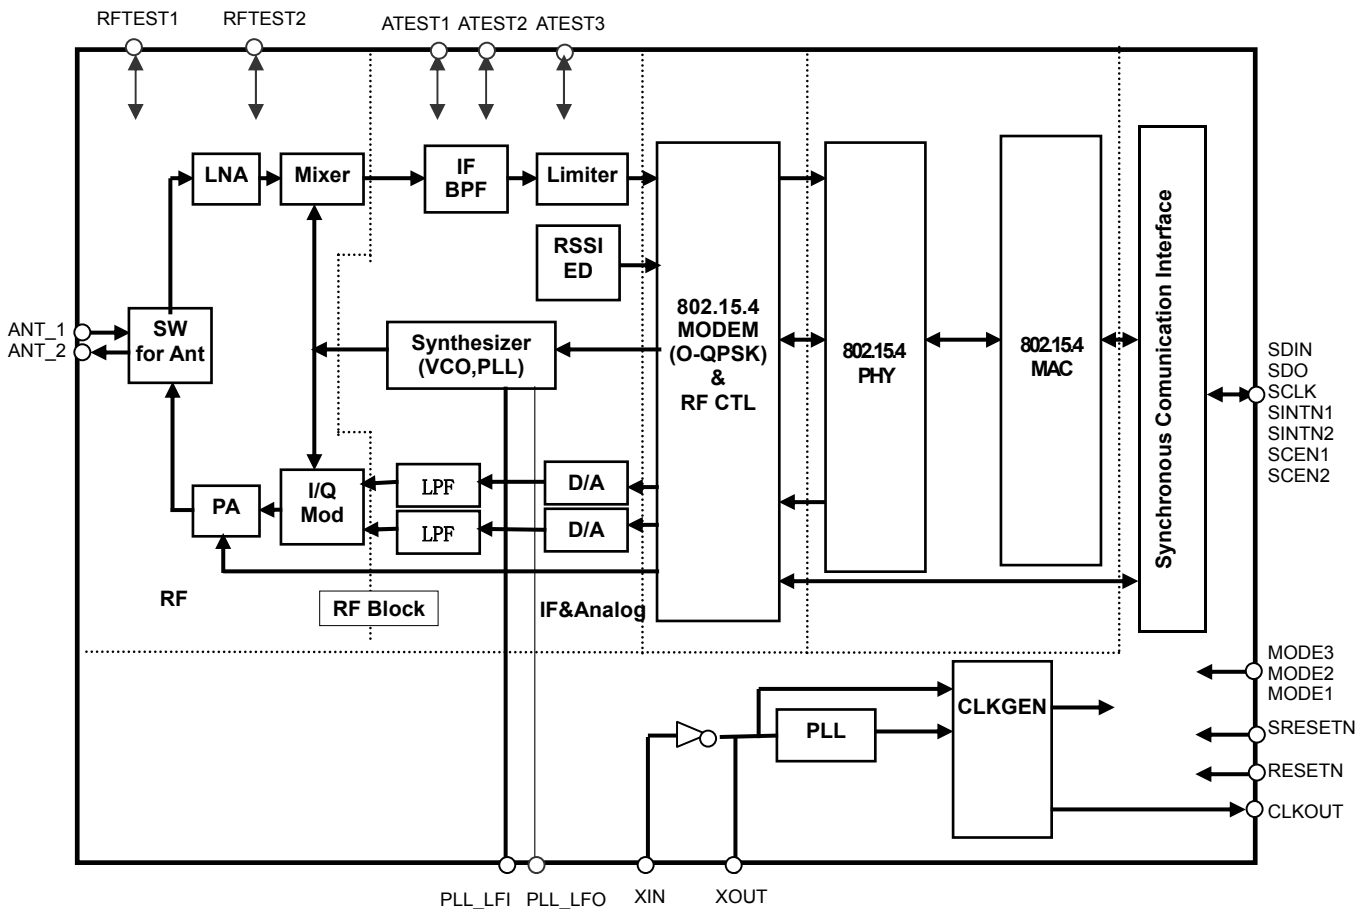 RFTEST1
RFTEST2
ATEST1
ATEST2
ATEST3
LNA
Mixer
IF
BPF
Limiter
RSSI
ED
ANT_1
ANT_2
SW
for Ant
Synthesizer
(VCO,PLL)
802.15.4
MODEM
(O-QPSK)
&
RF CTL
802.15.4
PHY
802.15.4
MAC
Synchronous Comunication Interface
SDIN
SDO
SCLK
SINTN1
SINTN2
SCEN1
SCEN2
PA
I/Q
Mod
LPF
D/A
LPF
D/A
RF
RF Block
IF&Analog
MODE3
MODE2
MODE1
SRESETN
RESETN
CLKOUT
CLKGEN
PLL
PLL_LFI
PLL_LFO
XIN
XOUT